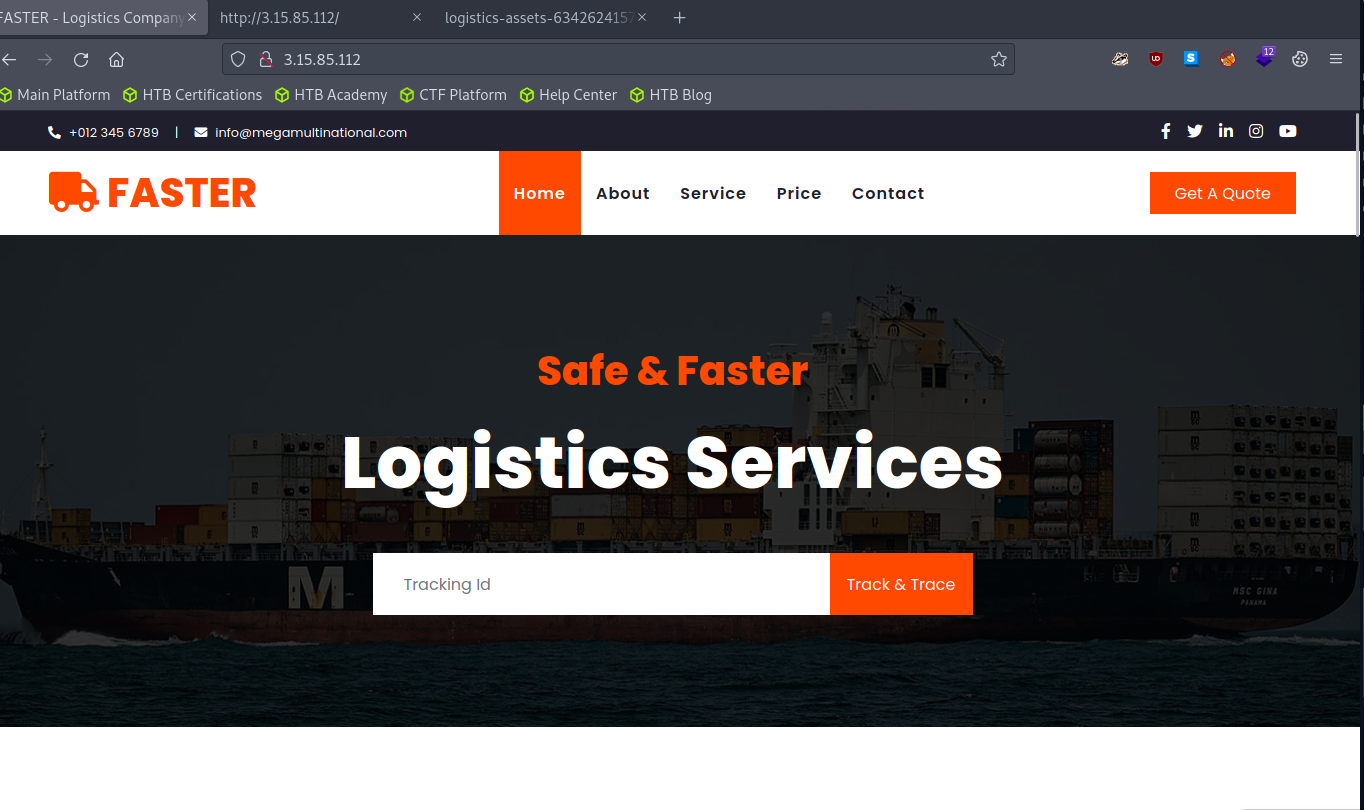 FASTER - Logistics Company
http://3.15.85.112/
logistics-assets-6342624157
3.15.85.112
12
Main Platform
HTB Certifications
HTB Academy
CTF Platform
Help Center
HTB Blog
+012 345 6789 | info@megamultinational.com
FASTER
Home
About
Service
Price
Contact
Get A Quote
Safe & Faster
Logistics Services
Tracking Id
Track & Trace
M
MSC GINA
PANAMA